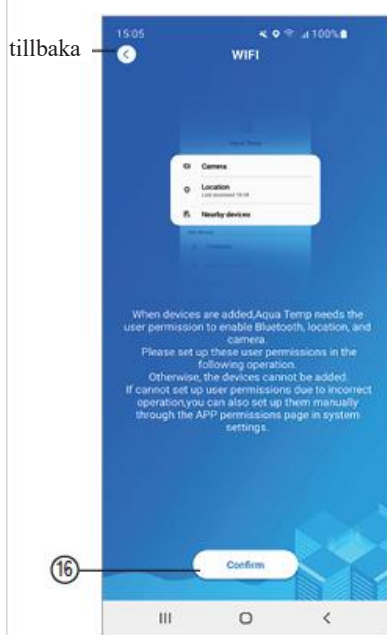 15:05
100%
tillbaka
WIFI
Camera
Location
Nearby devices
When devices are added,Aqua Temp needs the
user permission to enable Bluetooth, location, and
camera.
Please set up these user permissions in the
following operation.
Otherwise, the devices cannot be added.
If cannot set up user permissions due to incorrect
operation,you can also set up them manually
through the APP permissions page in system
settings.
16
Confirm